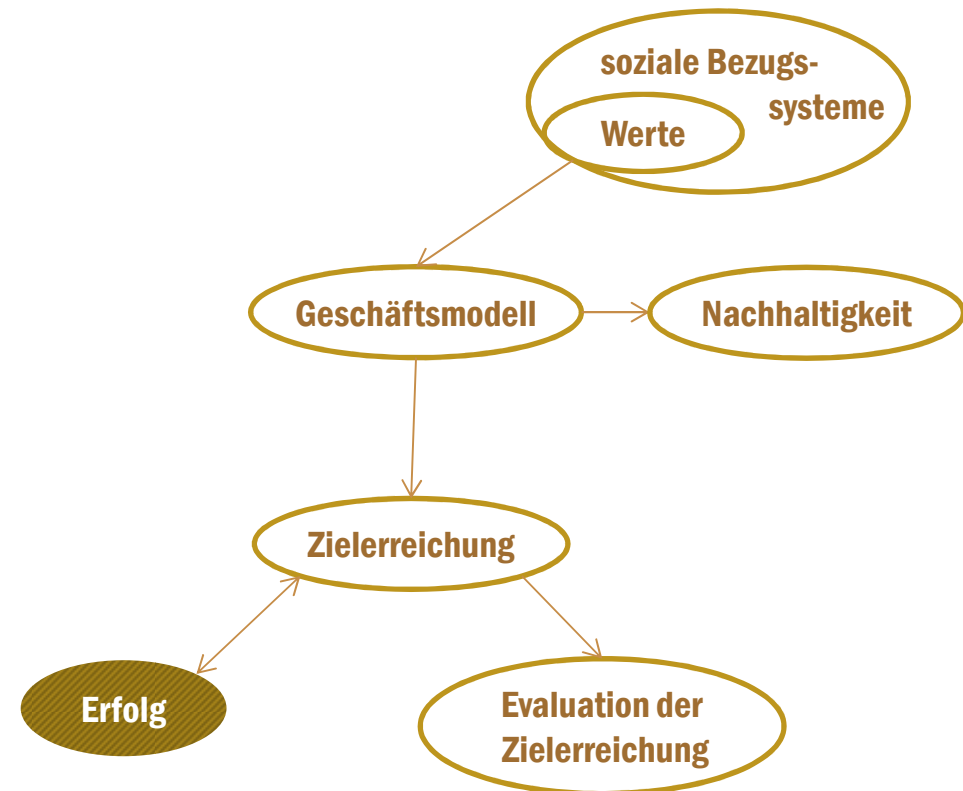 soziale Bezugs-
systeme
Werte
Geschäftsmodell
Nachhaltigkeit
Zielerreichung
Erfolg
Evaluation der
Zielerreichung